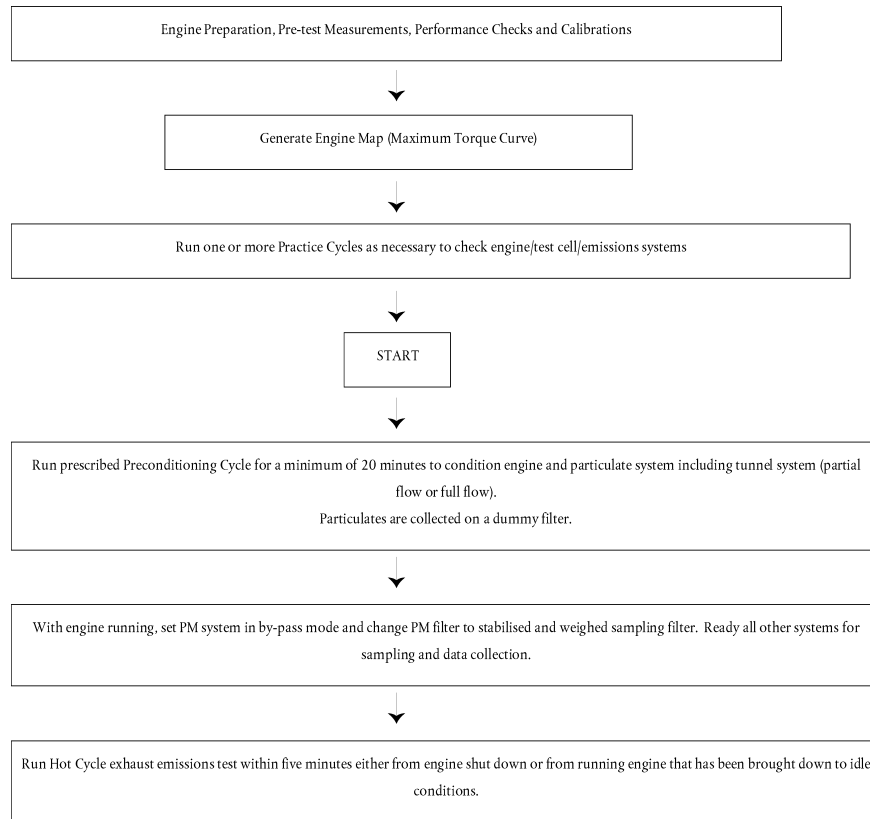 Engine Preparation, Pre-test Measurements, Performance Checks and Calibrations
Generate Engine Map (Maximum Torque Curve)
Run one or more Practice Cycles as necessary to check engine/test cell/emissions systems
START
Run prescribed Preconditioning Cycle for a minimum of 20 minutes to condition engine and particulate system including tunnel system (partial
flow or full flow).
Particulates are collected on a dummy filter.
With engine running, set PM system in by-pass mode and change PM filter to stabilised and weighed sampling filter. Ready all other systems for
sampling and data collection.
Run Hot Cycle exhaust emissions test within five minutes either from engine shut down or from running engine that has been brought down to idle
conditions.